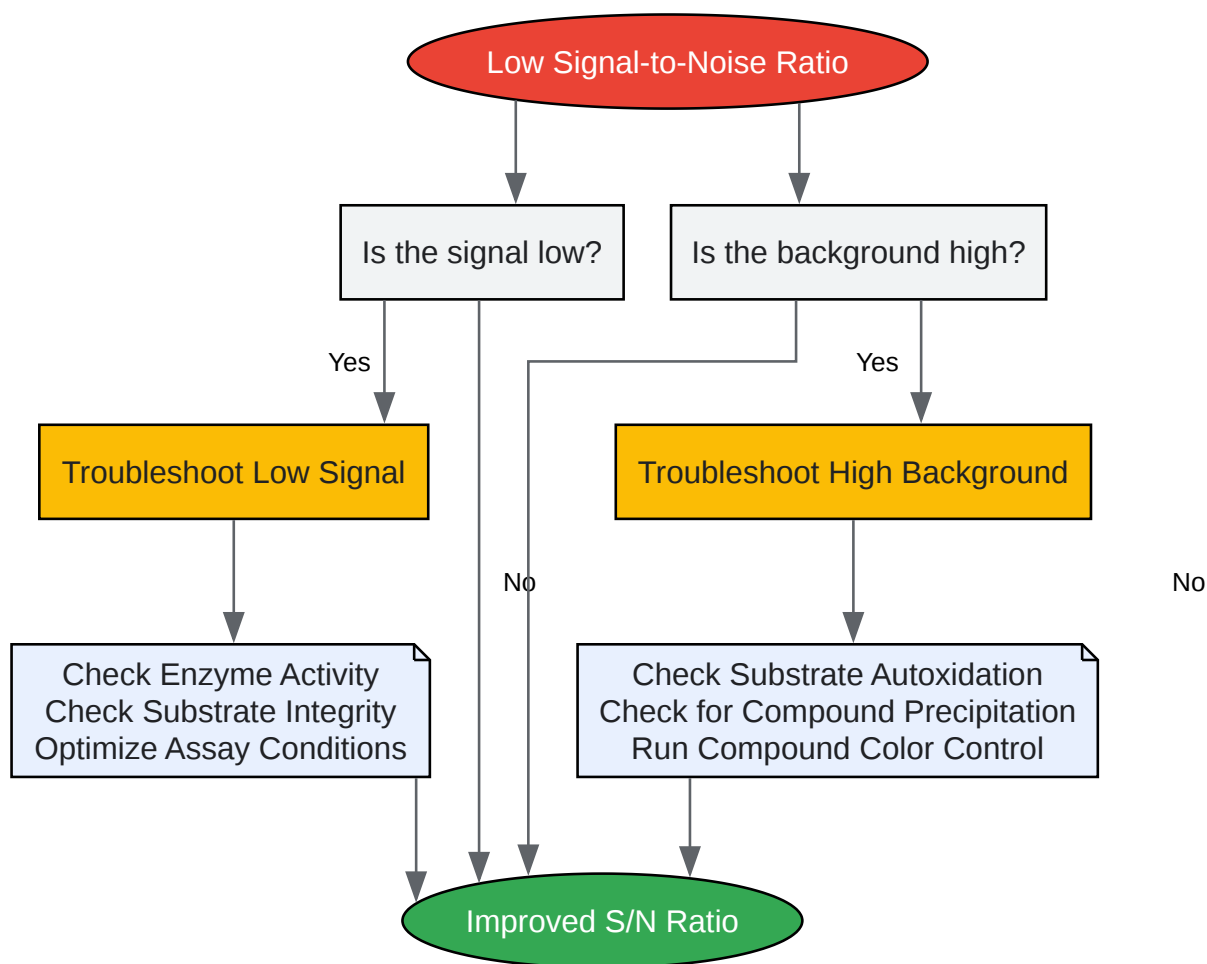 Low Signal-to-Noise Ratio
Is the signal low?
Is the background high?
Yes
Yes
Troubleshoot Low Signal
Troubleshoot High Background
No
No
Check Enzyme Activity
Check Substrate Integrity
Optimize Assay Conditions
Check Substrate Autoxidation
Check for Compound Precipitation
Run Compound Color Control
Improved S/N Ratio